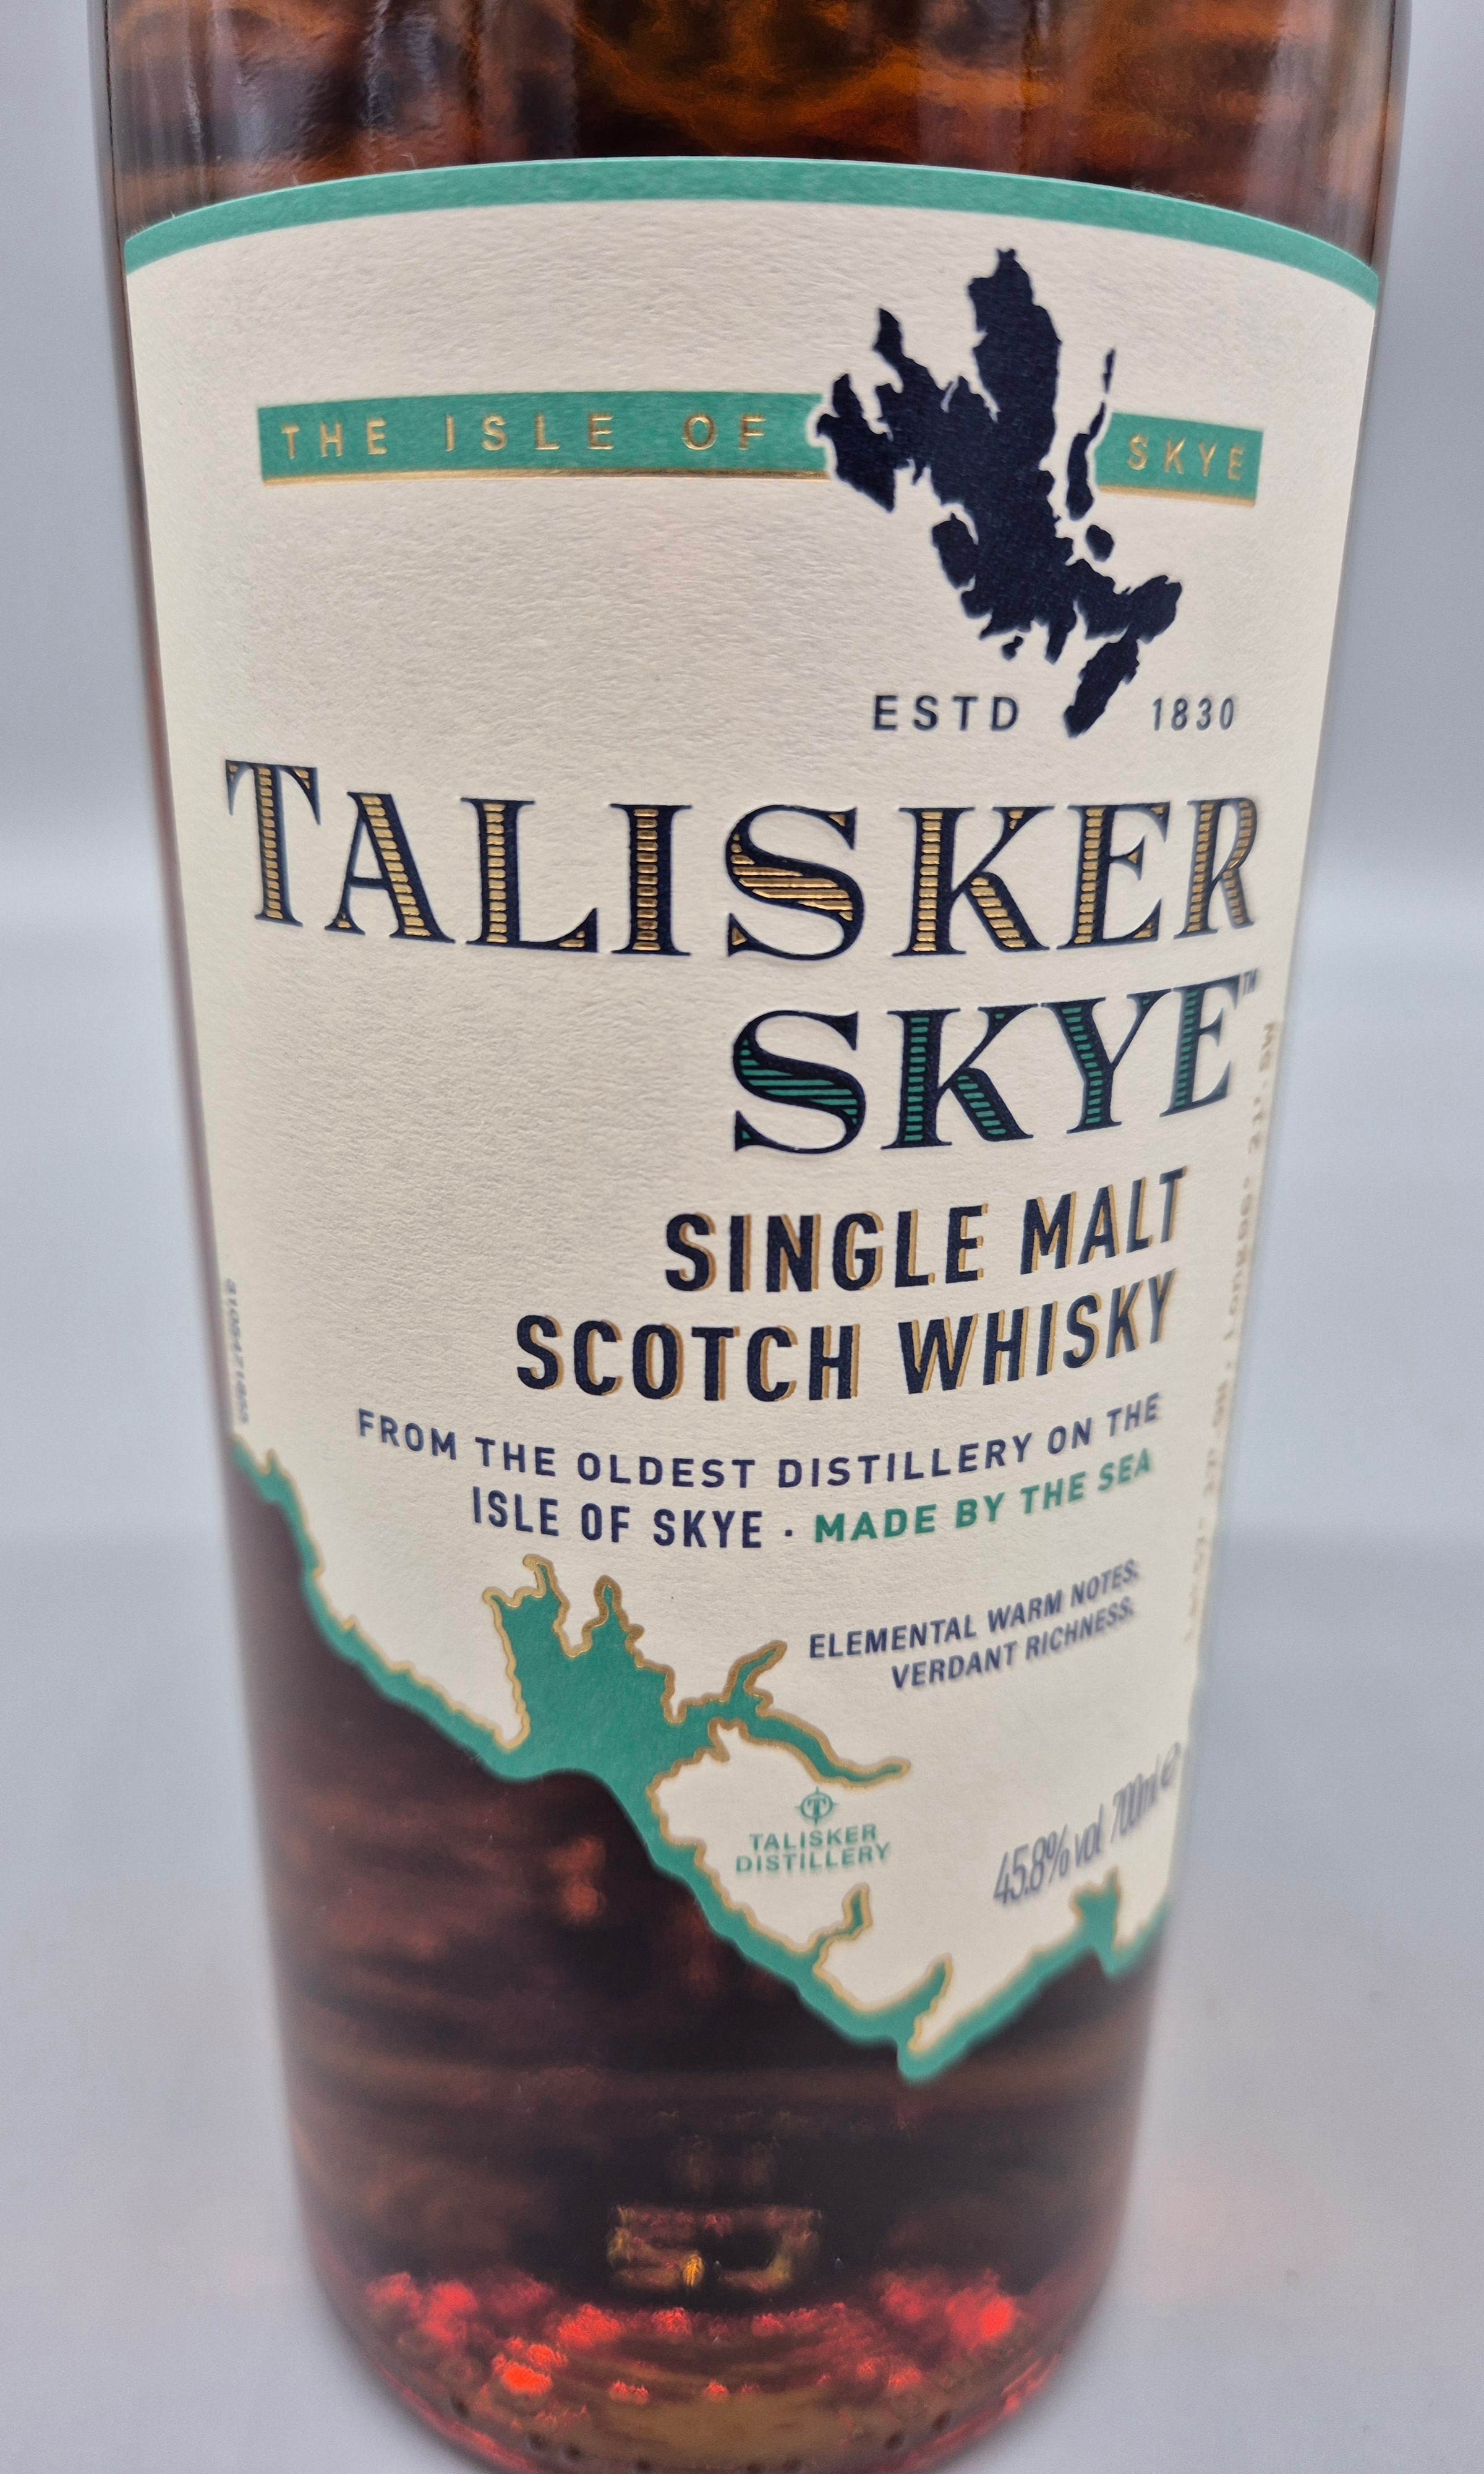 THE ISLE OF SKYE
ESTD 1830
TALISKER
SKYE™
SINGLE MALT
SCOTCH WHISKY
FROM THE OLDEST DISTILLERY ON THE
ISLE OF SKYE · MADE BY THE SEA
ELEMENTAL WARM NOTES.
VERDANT RICHNESS.
TALISKER
DISTILLERY
45.8% vol 700ml e